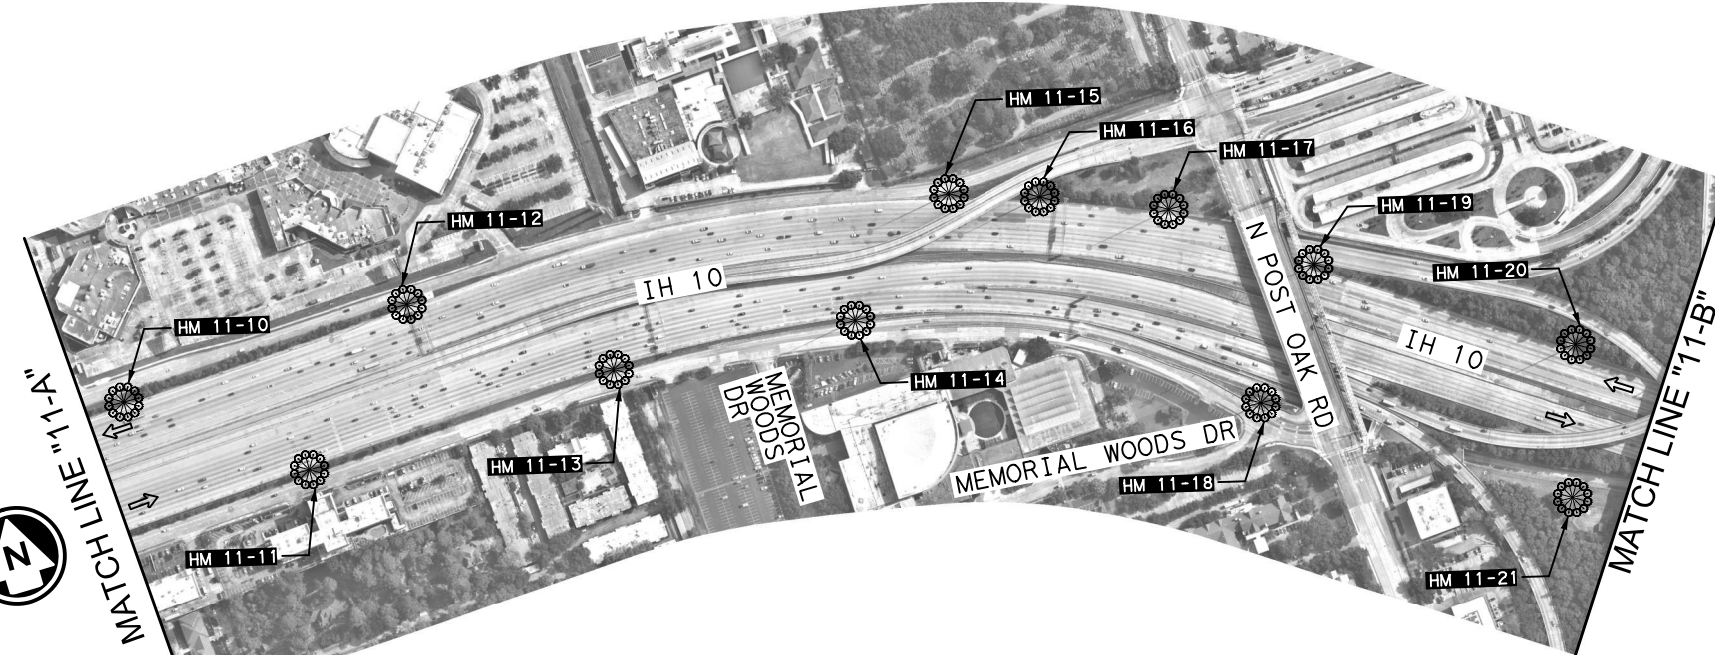 HM 11-15
HM 11-16
HM 11-17
HM 11-12
HM 11-19
N POST OAK RD
HM 11-20
IH 10
HM 11-10
IH 10
HM 11-14
MEMORIAL
WOODS
DR
MEMORIAL WOODS DR
HM 11-13
HM 11-18
HM 11-11
HM 11-21
N
MATCH LINE "11-A"
MATCH LINE "11-B"